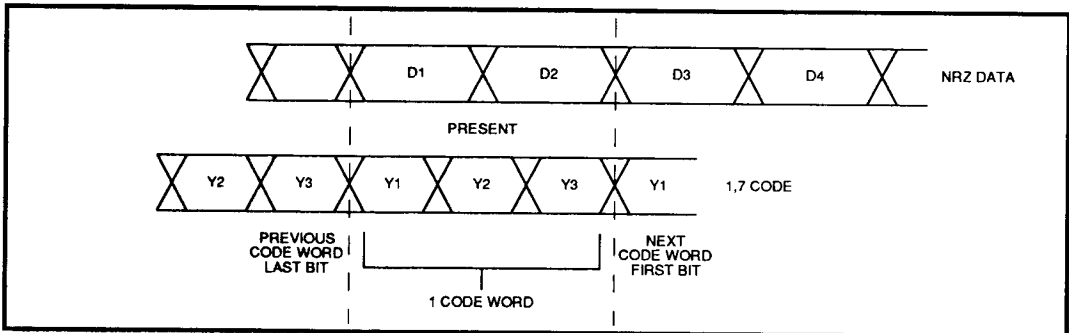 D1 D2 D3 D4 NRZ DATA
PRESENT
Y2 Y3 Y1 Y2 Y3 Y1 1,7 CODE
PREVIOUS
CODE WORD
LAST BIT
NEXT
CODE WORD
FIRST BIT
1 CODE WORD